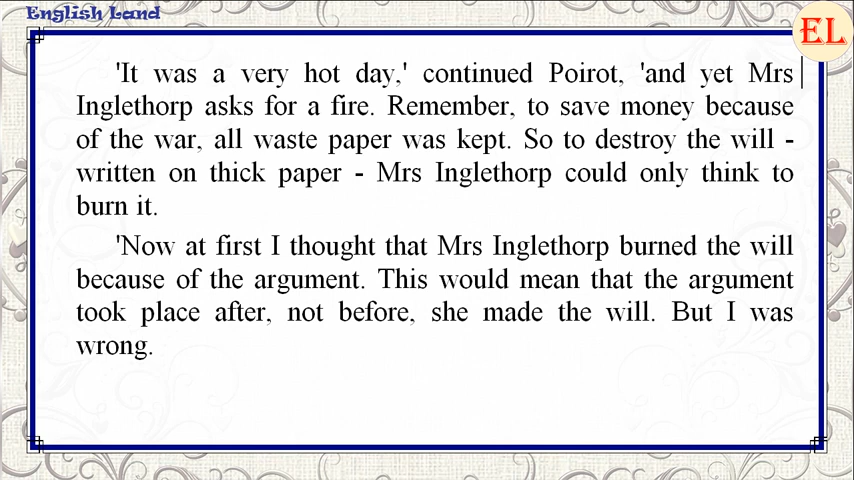 English Land
EL
'It was a very hot day,' continued Poirot, 'and yet Mrs
Inglethorp asks for a fire. Remember, to save money because
of the war, all waste paper was kept. So to destroy the will -
written on thick paper - Mrs Inglethorp could only think to
burn it.
'Now at first I thought that Mrs Inglethorp burned the will
because of the argument. This would mean that the argument
took place after, not before, she made the will. But I was
wrong.